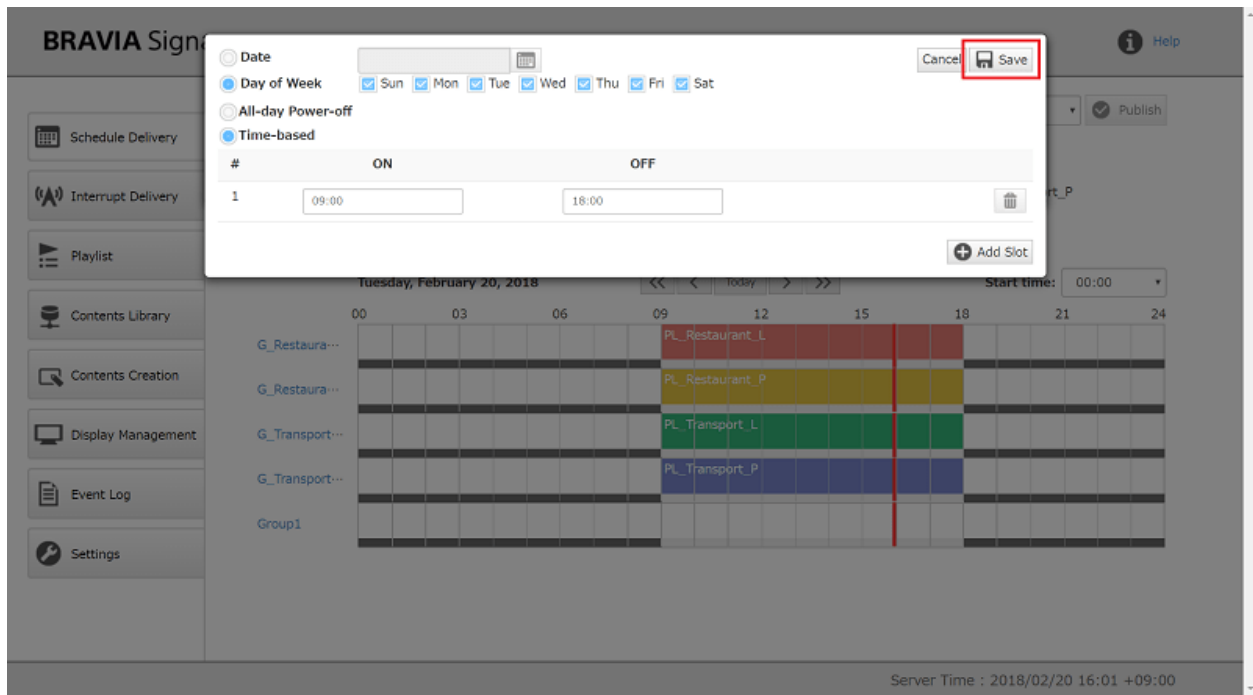 BRAVIA Signa
Help
Date
Cancel
Save
Day of Week
Sun Mon Tue Wed Thu Fri Sat
All-day Power-off
Publish
Time-based
# ON OFF
1 09:00 18:00
Add Slot
rt_P
Schedule Delivery
Interrupt Delivery
Playlist
Contents Library
Contents Creation
Display Management
Event Log
Settings
Tuesday, February 20, 2018
<< < Today > >>
Start time: 00:00
00 03 06 09 12 15 18 21 24
G_Restaura... PL_Restaurant_L
G_Restaura... PL_Restaurant_P
G_Transport... PL_Transport_L
G_Transport... PL_Transport_P
Group1
Server Time : 2018/02/20 16:01 +09:00